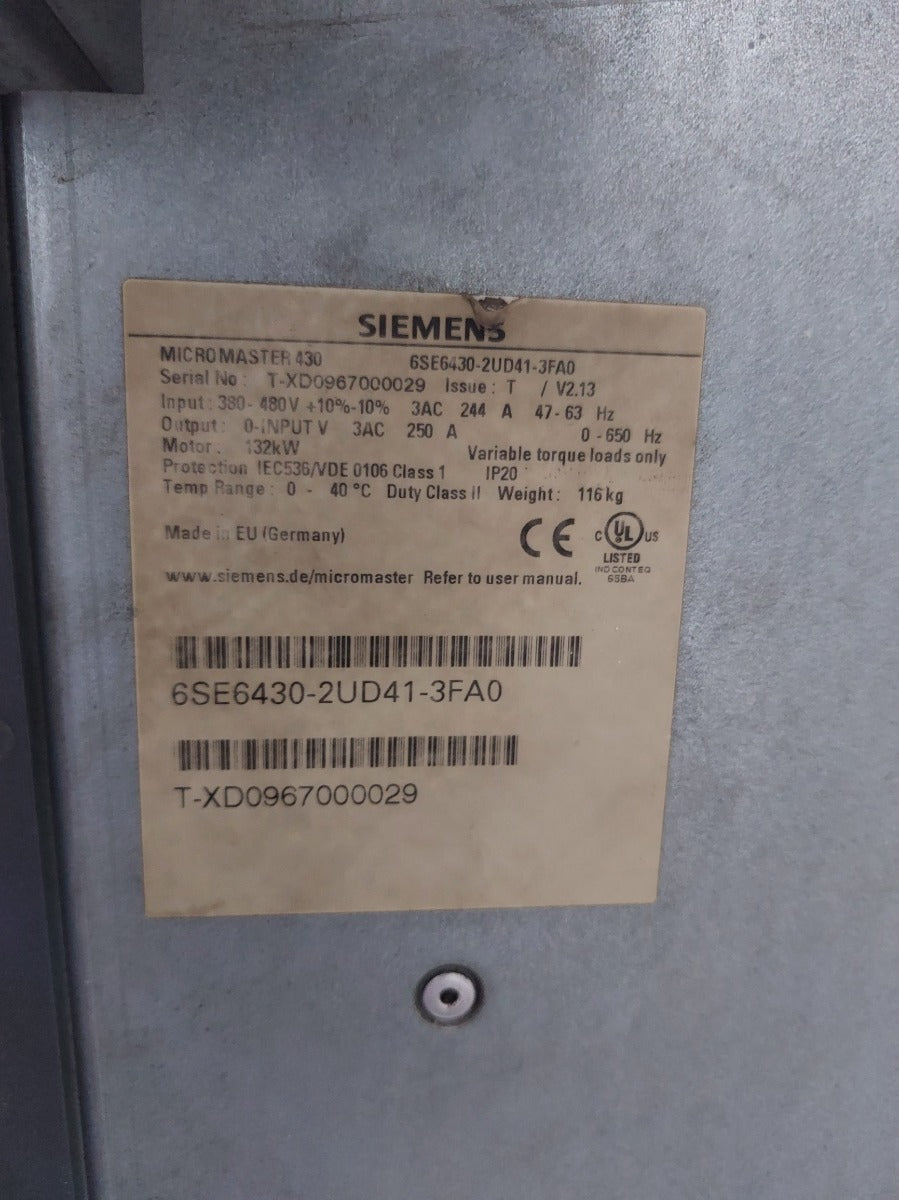 SIEMENS
MICROMASTER 430 6SE6430-2UD41-3FA0
Serial No : T-XD0967000029 Issue : T / V2.13
Input : 380- 480V +10%-10% 3AC 244 A 47- 63 Hz
Output : 0-INPUT V 3AC 250 A 0 - 650 Hz
Motor : 132kW Variable torque loads only
Protection IEC536/VDE 0106 Class 1 IP20
Temp Range : 0 - 40 °C Duty Class II Weight : 116 kg
Made in EU (Germany) CE C UL US
LISTED
IND CONT EQ
www.siemens.de/micromaster Refer to user manual.
6SE6430-2UD41-3FA0
T-XD0967000029